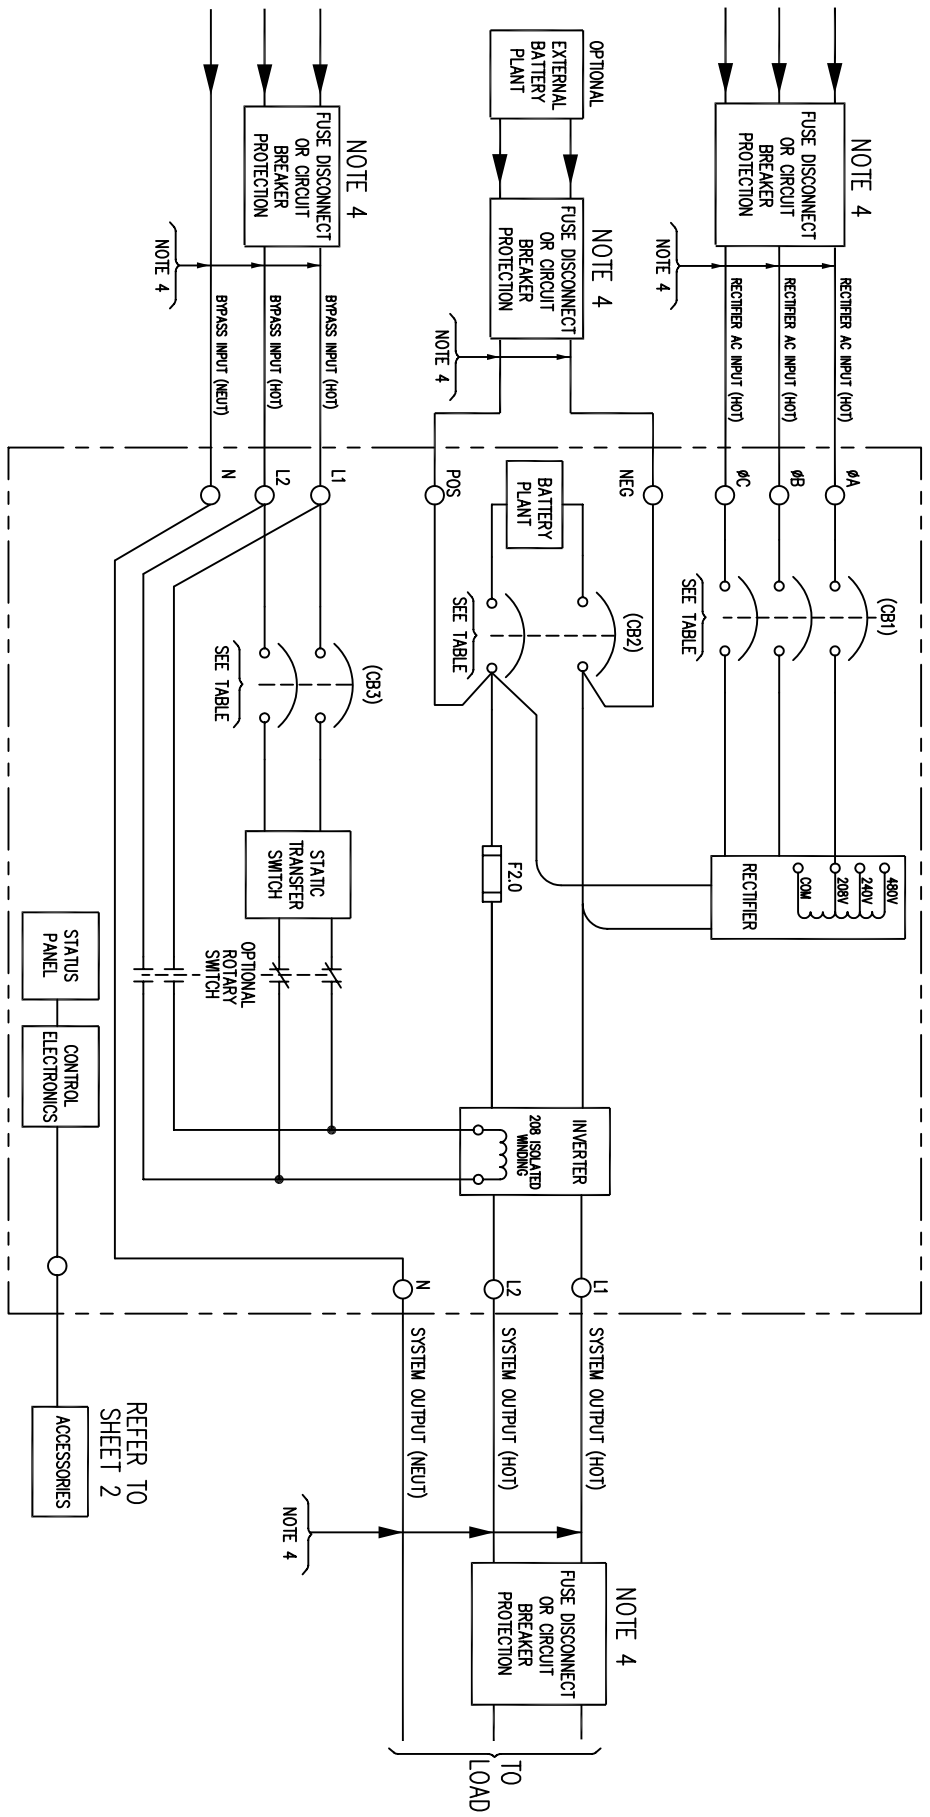 NOTE 4
FUSE DISCONNECT
OR CIRCUIT
BREAKER
PROTECTION
NOTE 4
RECTIFIER AC INPUT (HOT)
RECTIFIER AC INPUT (HOT)
RECTIFIER AC INPUT (HOT)
ØA
ØB
ØC
(CB1)
SEE TABLE
480V
240V
208V
COM
RECTIFIER
OPTIONAL
EXTERNAL
BATTERY
PLANT
NOTE 4
FUSE DISCONNECT
OR CIRCUIT
BREAKER
PROTECTION
NOTE 4
NEG
POS
BATTERY
PLANT
(CB2)
SEE TABLE
F2.0
INVERTER
208 ISOLATED
WINDING
L1
L2
N
SYSTEM OUTPUT (HOT)
SYSTEM OUTPUT (HOT)
SYSTEM OUTPUT (NEUT)
NOTE 4
NOTE 4
FUSE DISCONNECT
OR CIRCUIT
BREAKER
PROTECTION
TO
LOAD
NOTE 4
FUSE DISCONNECT
OR CIRCUIT
BREAKER
PROTECTION
NOTE 4
BYPASS INPUT (HOT)
BYPASS INPUT (HOT)
BYPASS INPUT (NEUT)
L1
L2
N
(CB3)
SEE TABLE
STATIC
TRANSFER
SWITCH
OPTIONAL
ROTARY
SWITCH
STATUS
PANEL
CONTROL
ELECTRONICS
REFER TO
SHEET 2
ACCESSORIES